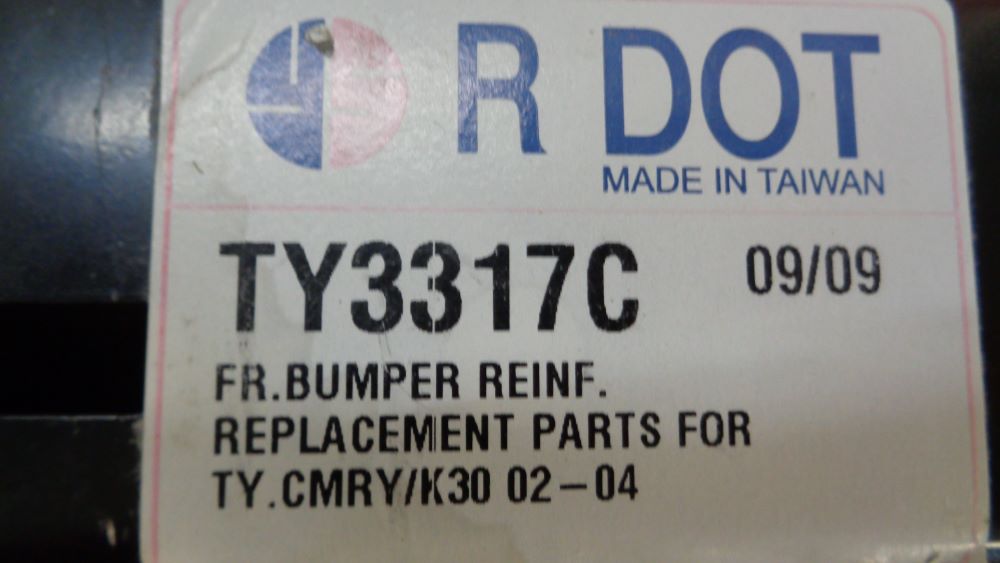 R DOT
MADE IN TAIWAN
TY3317C 09/09
FR.BUMPER REINF.
REPLACEMENT PARTS FOR
TY.CMRY/K30 02-04